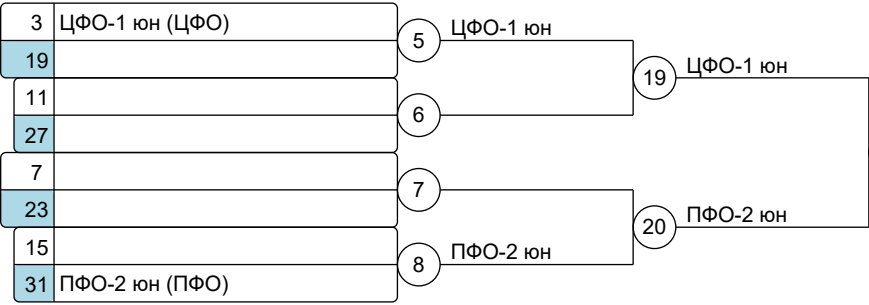 3 ЦФО-1 юн (ЦФО)
19
5 ЦФО-1 юн
19 ЦФО-1 юн
11
27
6
7
23
7
20 ПФО-2 юн
15
31 ПФО-2 юн (ПФО)
8 ПФО-2 юн